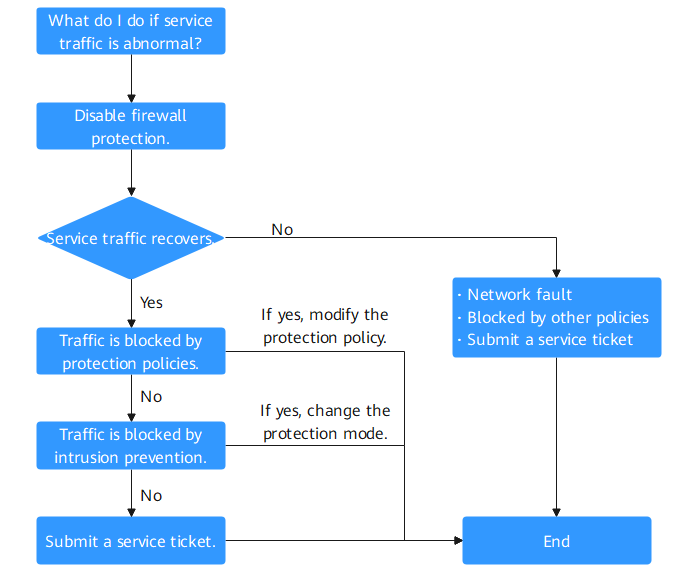 What do I do if service
traffic is abnormal?
Disable firewall
protection.
Service traffic recovers.
No
Yes
· Network fault
· Blocked by other policies
· Submit a service ticket
If yes, modify the
protection policy.
Traffic is blocked by
protection policies.
No
If yes, change the
protection mode.
Traffic is blocked by
intrusion prevention.
No
Submit a service ticket.
End